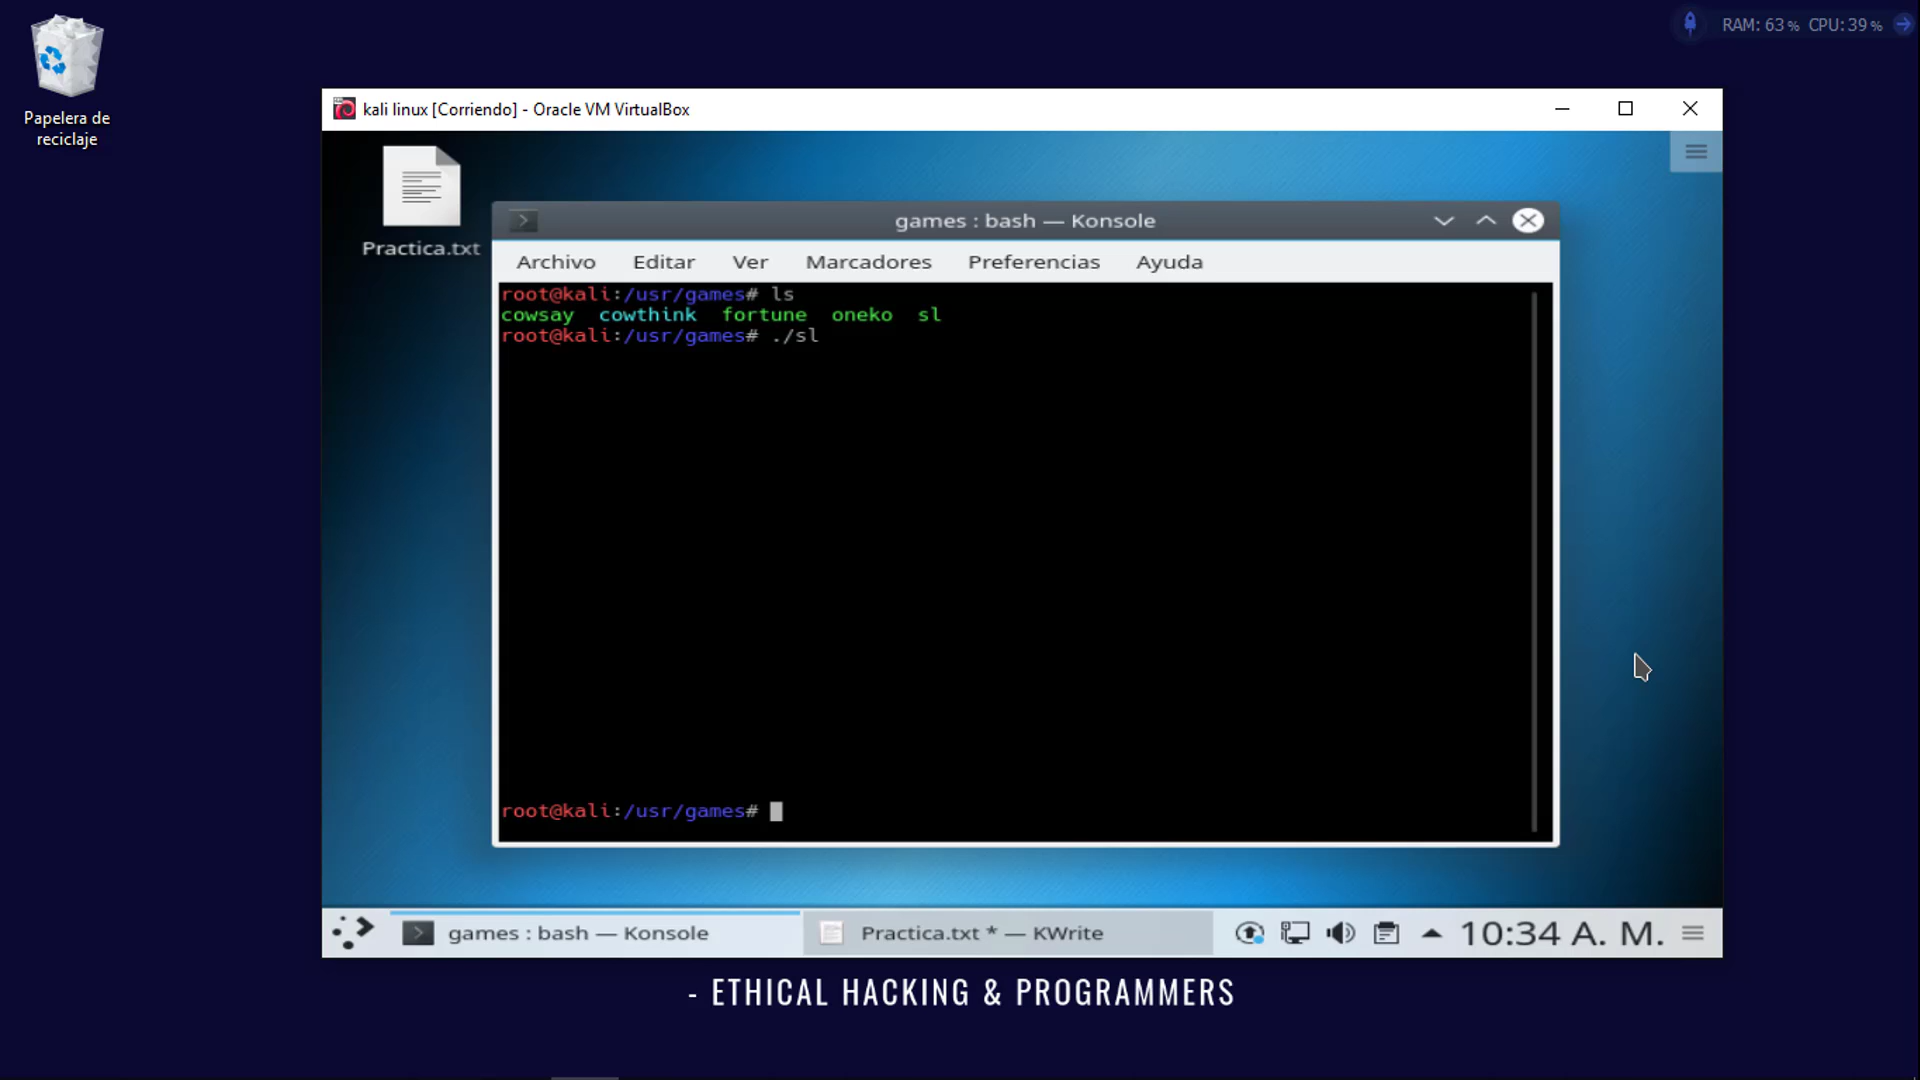 RAM: 63% CPU: 39%
Papelera de
reciclaje
kali linux [Corriendo] - Oracle VM VirtualBox
Practica.txt
games : bash — Konsole
Archivo Editar Ver Marcadores Preferencias Ayuda
root@kali:/usr/games# ls
cowsay cowthink fortune oneko sl
root@kali:/usr/games# ./sl
root@kali:/usr/games#
games : bash — Konsole
Practica.txt * — KWrite
10:34 A. M.
- ETHICAL HACKING & PROGRAMMERS